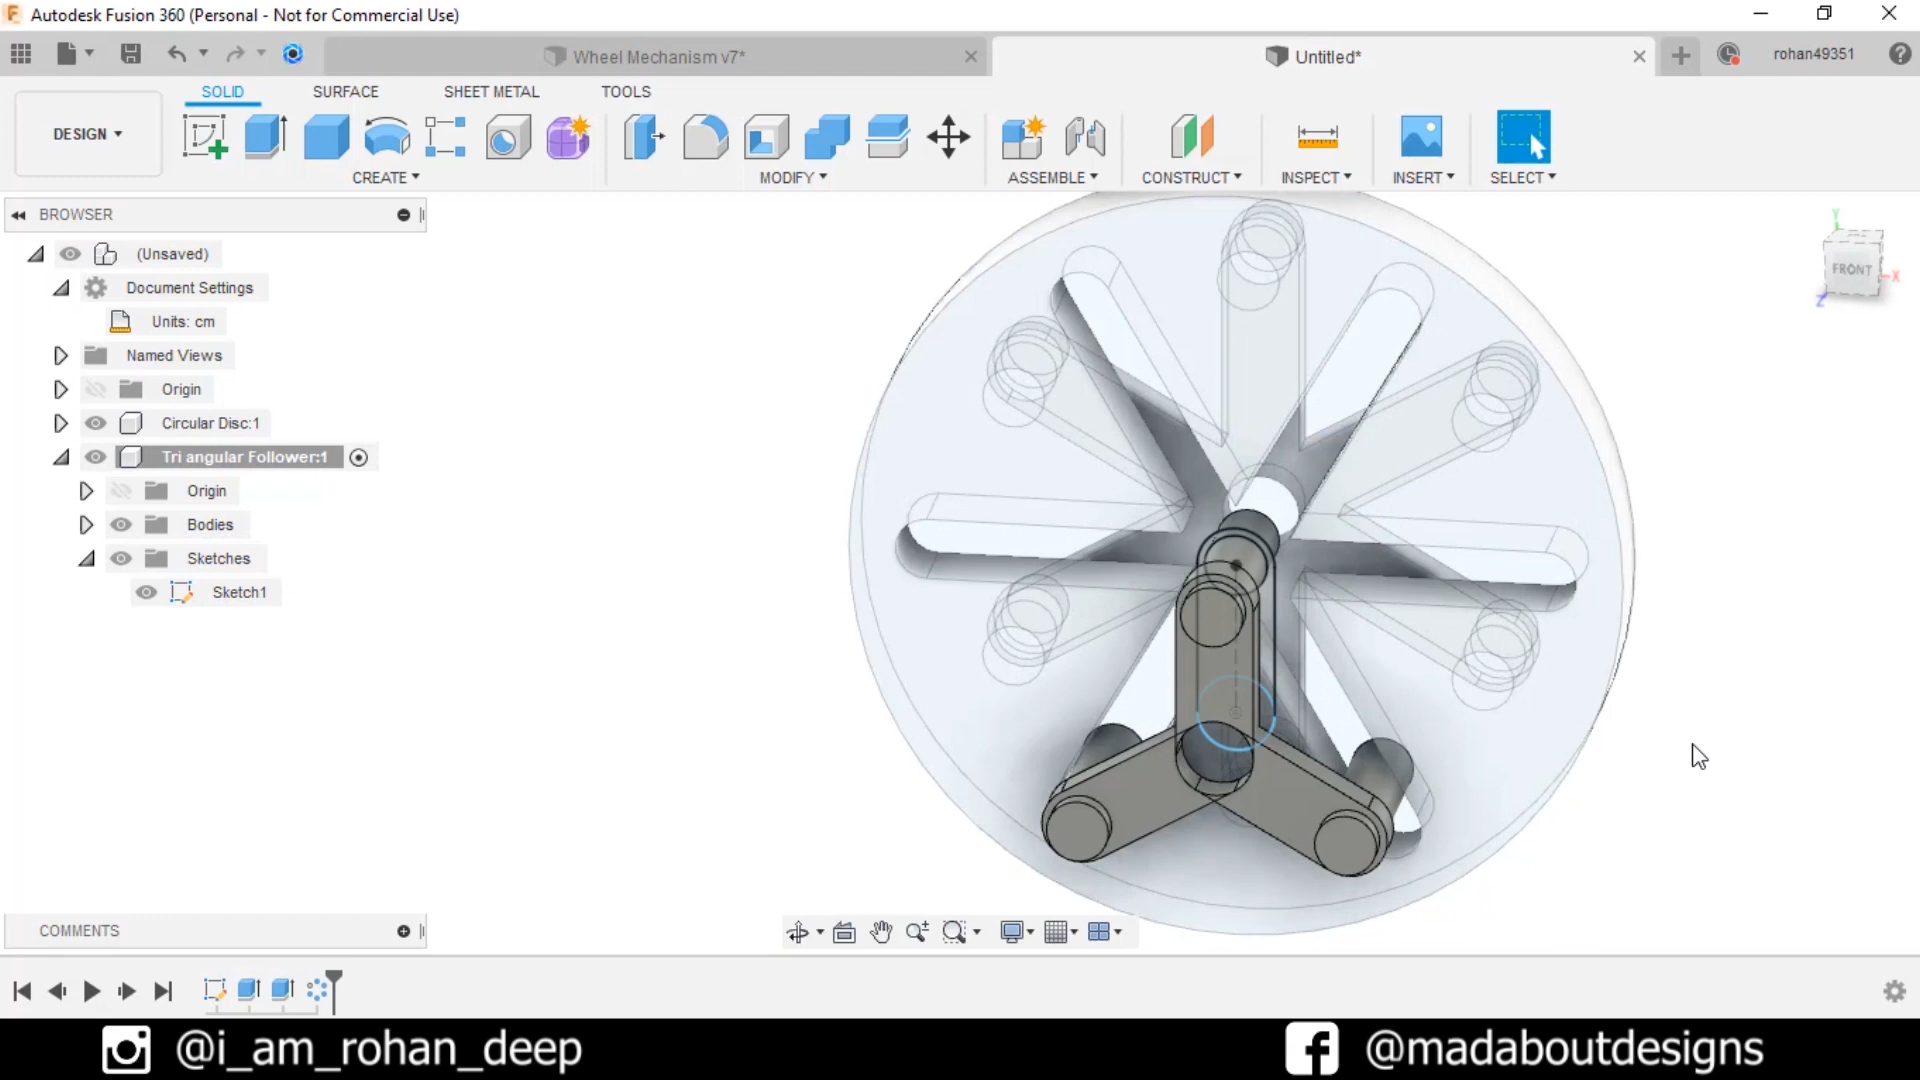 Autodesk Fusion 360 (Personal - Not for Commercial Use)
Wheel Mechanism v7*
Untitled*
rohan49351
DESIGN
SOLID
SURFACE
SHEET METAL
TOOLS
CREATE
MODIFY
ASSEMBLE
CONSTRUCT
INSPECT
INSERT
SELECT
BROWSER
(Unsaved)
Document Settings
Units: cm
Named Views
Origin
Circular Disc:1
Tri angular Follower:1
Origin
Bodies
Sketches
Sketch1
Y
FRONT
X
Z
COMMENTS
@i_am_rohan_deep
@madaboutdesigns